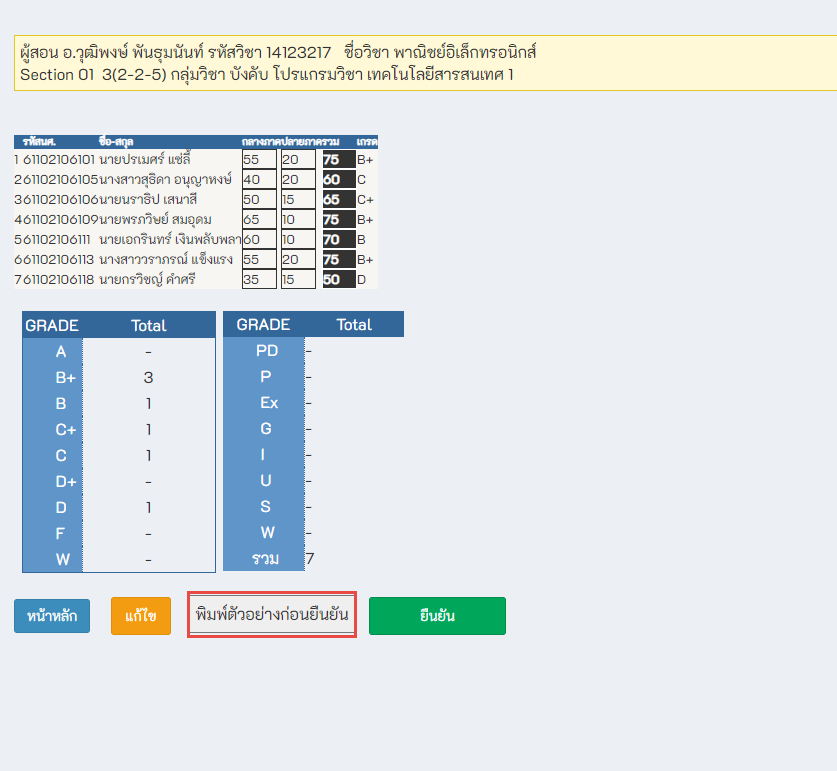 ผู้สอน อ.วุฒิพงษ์ พันธุมนันท์ รหัสวิชา 14123217 ชื่อวิชา พาณิชย์อิเล็กทรอนิกส์
Section 01 3(2-2-5) กลุ่มวิชา บังคับ โปรแกรมวิชา เทคโนโลยีสารสนเทศ 1
รหัสนศ. ชื่อ-สกุล กลางภาค ปลายภาค รวม เกรด
1 61102106101 นายปรเมศร์ แซ่ลี้ 55 20 75 B+
2 61102106105 นางสาวสุธิดา อนุญาหงษ์ 40 20 60 C
3 61102106106 นายนราธิป เสนาสี 50 15 65 C+
4 61102106109 นายพรภวิษย์ สมอุดม 65 10 75 B+
5 61102106111 นายเอกรินทร์ เงินพลับพลา 60 10 70 B
6 61102106113 นางสาววราภรณ์ แข็งแรง 55 20 75 B+
7 61102106118 นายกรวิชญ์ คำศรี 35 15 50 D
GRADE Total GRADE Total
A - PD -
B+ 3 P -
B 1 Ex -
C+ 1 G -
C 1 I -
D+ - U -
D 1 S -
F - W -
W - รวม 7
หน้าหลัก แก้ไข พิมพ์ตัวอย่างก่อนยืนยัน ยืนยัน